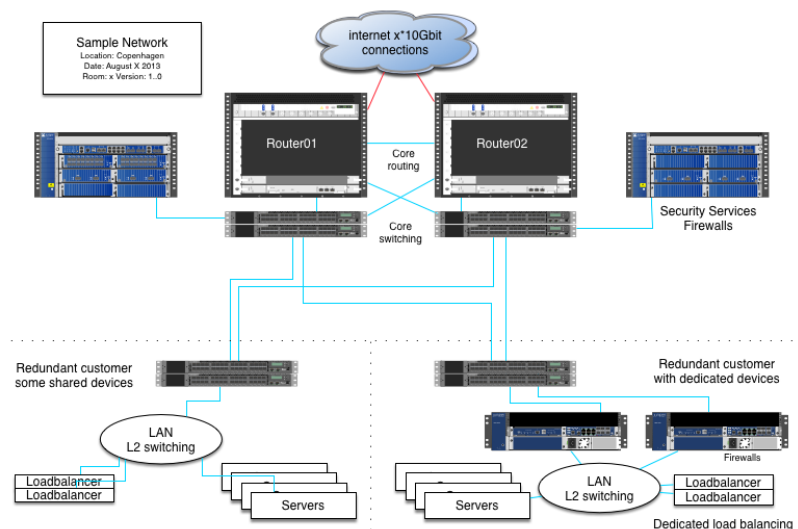 internet x*10Gbit
connections
Sample Network
Location: Copenhagen
Date: August X 2013
Room: x Version: 1..0
Router01
Router02
Core
routing
Core
switching
Security Services
Firewalls
Redundant customer
some shared devices
Redundant customer
with dedicated devices
LAN
L2 switching
Firewalls
Loadbalancer
Loadbalancer
Servers
Servers
LAN
L2 switching
Loadbalancer
Loadbalancer
Dedicated load balancing